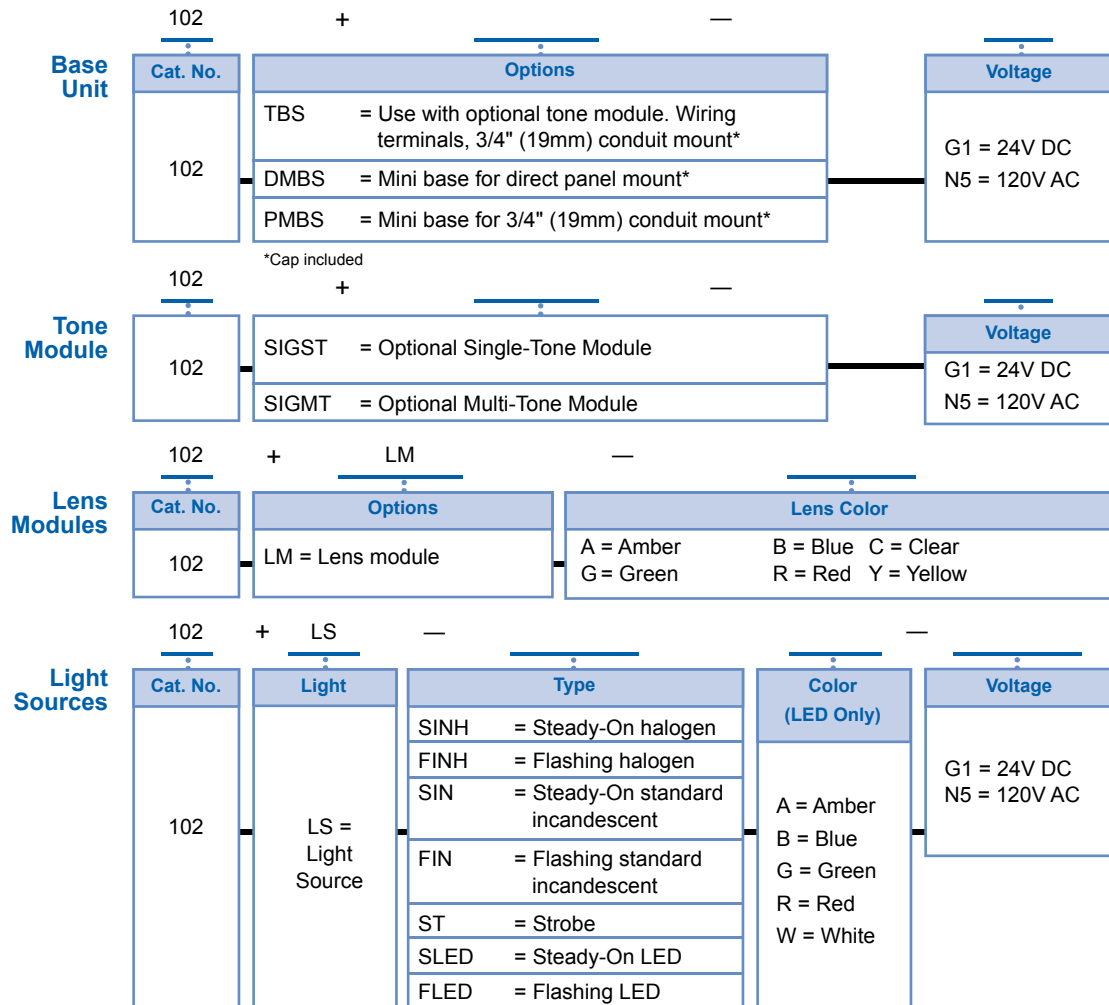 102 + —
Base Unit
Cat. No. Options Voltage
102
TBS = Use with optional tone module. Wiring
terminals, 3/4" (19mm) conduit mount*
DMBS = Mini base for direct panel mount*
PMBS = Mini base for 3/4" (19mm) conduit mount*
G1 = 24V DC
N5 = 120V AC
*Cap included
102 + —
Tone Module
102
SIGST = Optional Single-Tone Module
SIGMT = Optional Multi-Tone Module
Voltage
G1 = 24V DC
N5 = 120V AC
102 + LM —
Lens Modules
Cat. No. Options Lens Color
102
LM = Lens module
A = Amber B = Blue C = Clear
G = Green R = Red Y = Yellow
102 + LS — —
Light Sources
Cat. No. Light Type Color (LED Only) Voltage
102
LS =
Light
Source
SINH = Steady-On halogen
FINH = Flashing halogen
SIN = Steady-On standard
incandescent
FIN = Flashing standard
incandescent
ST = Strobe
SLED = Steady-On LED
FLED = Flashing LED
A = Amber
B = Blue
G = Green
R = Red
W = White
G1 = 24V DC
N5 = 120V AC